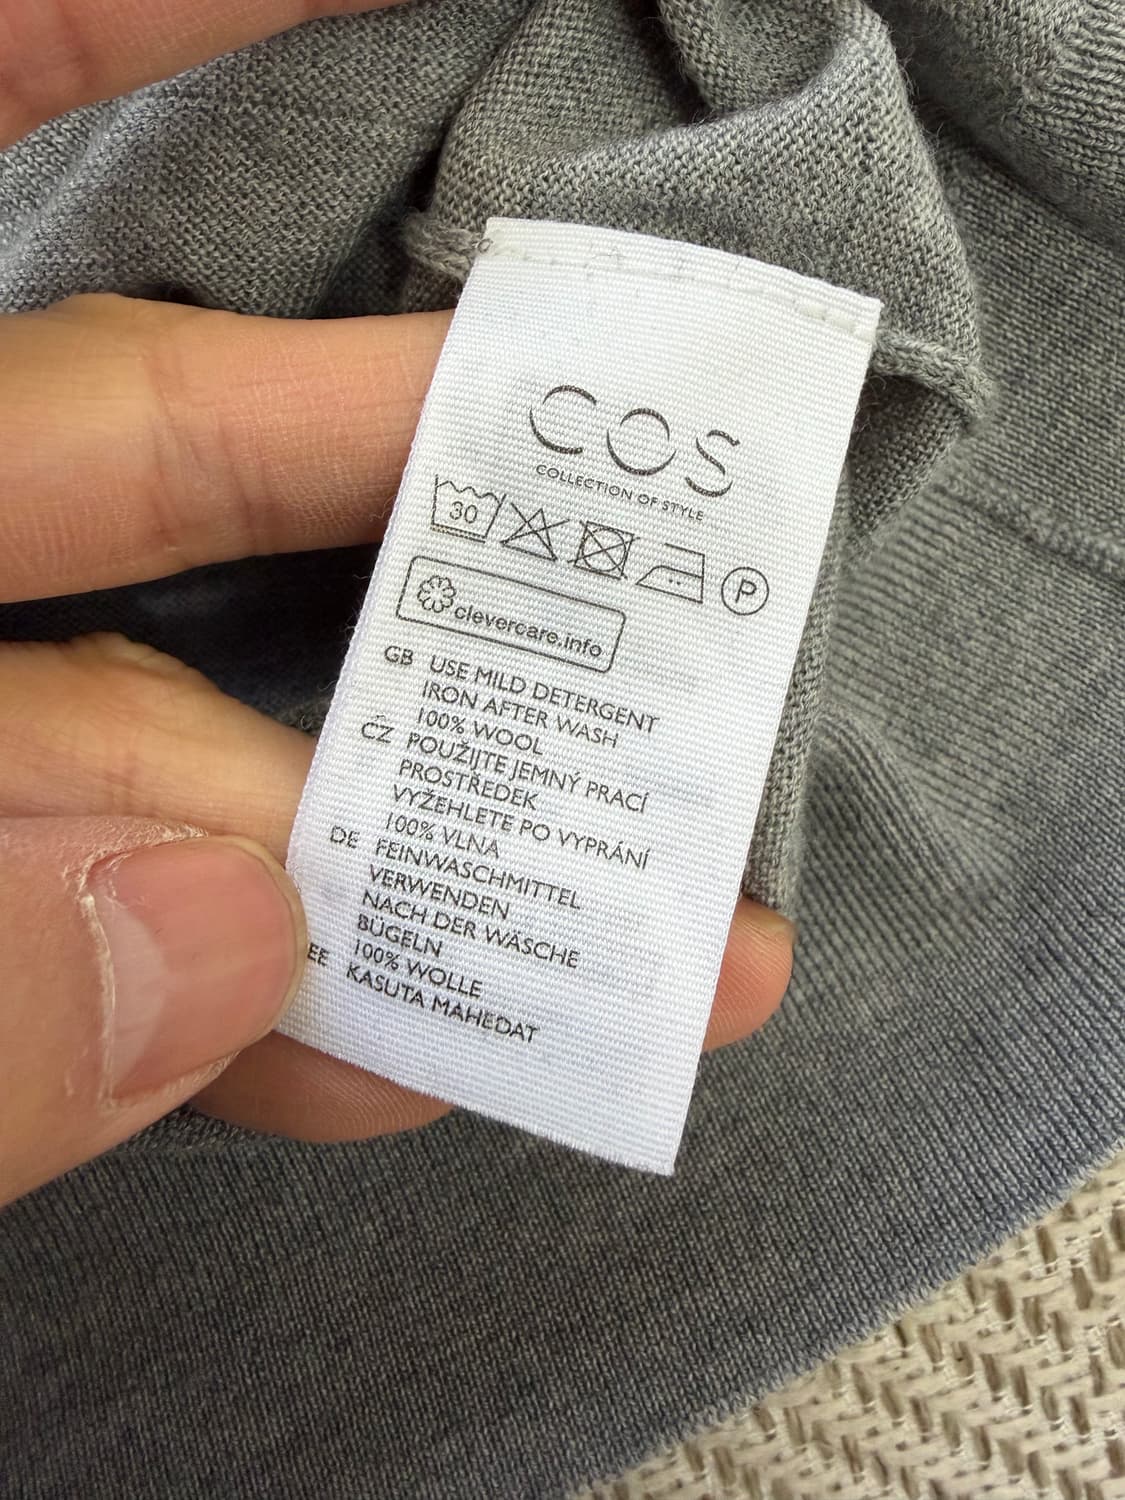 COS
COLLECTION OF STYLE
30
P
clevercare.info
GB USE MILD DETERGENT
IRON AFTER WASH
100% WOOL
CZ POUŽIJTE JEMNÝ PRACÍ
PROSTŘEDEK
VYŽEHLETE PO VYPRÁNÍ
100% VLNA
DE FEINWASCHMITTEL
VERWENDEN
NACH DER WÄSCHE
BÜGELN
100% WOLLE
EE KASUTA MAHEDAT